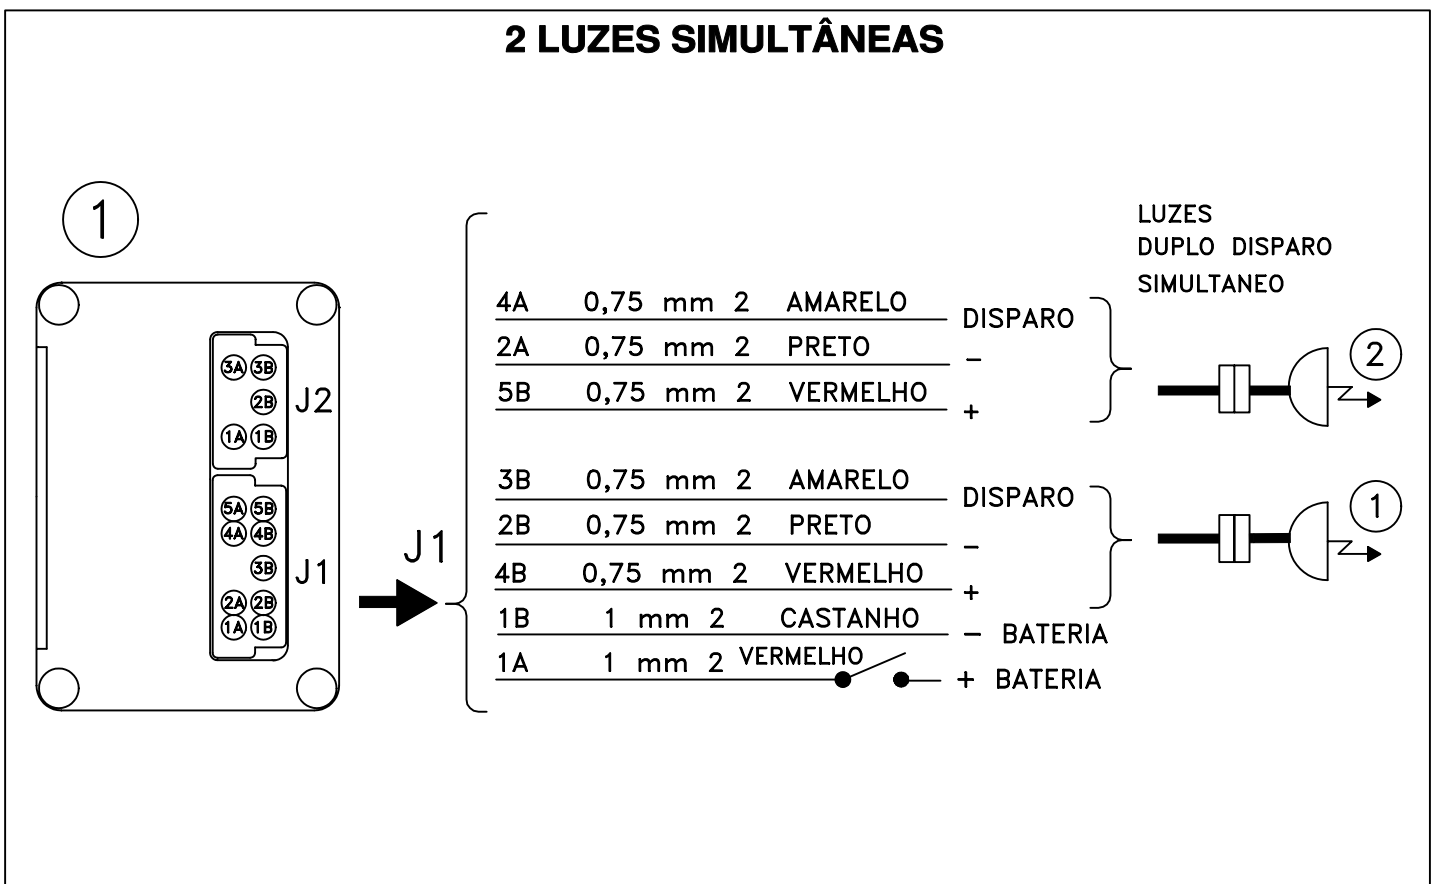 2 LUZES SIMULTÂNEAS
1
LUZES
DUPLO DISPARO
SIMULTANEO
4A 0,75 mm 2 AMARELO
DISPARO
2A 0,75 mm 2 PRETO
-
5B 0,75 mm 2 VERMELHO
+
2
3A 3B
2B
J2
1A 1B
3B 0,75 mm 2 AMARELO
DISPARO
2B 0,75 mm 2 PRETO
-
4B 0,75 mm 2 VERMELHO
+
1
5A 5B
4A 4B
3B
J1
2A 2B
1A 1B
J1
1B 1 mm 2 CASTANHO - BATERIA
1A 1 mm 2 VERMELHO + BATERIA